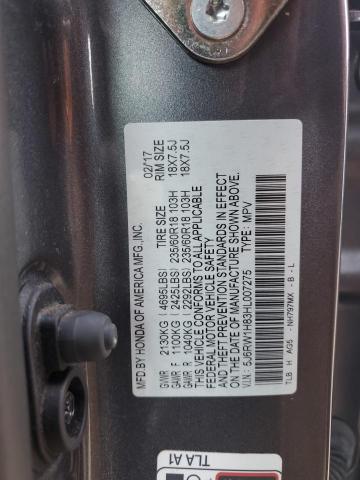 MFD. BY HONDA OF AMERICA MFG. INC. 02/'17
GVWR 2130KG (4695LBS) TIRE SIZE RIM SIZE
GAWR F 1100KG (2425LBS) 235/60R18 103H 18X7.5J
GAWR R 1040KG (2292LBS) 235/60R18 103H 18X7.5J
THIS VEHICLE CONFORMS TO ALL APPLICABLE
FEDERAL MOTOR VEHICLE SAFETY
AND THEFT PREVENTION STANDARDS IN EFFECT
ON THE DATE OF MANUFACTURE SHOWN ABOVE.
V.I.N.: 5J6RW1H83HL007275 TYPE: MPV
TLB H AG5 - NH797MX - B - L
TLA A1